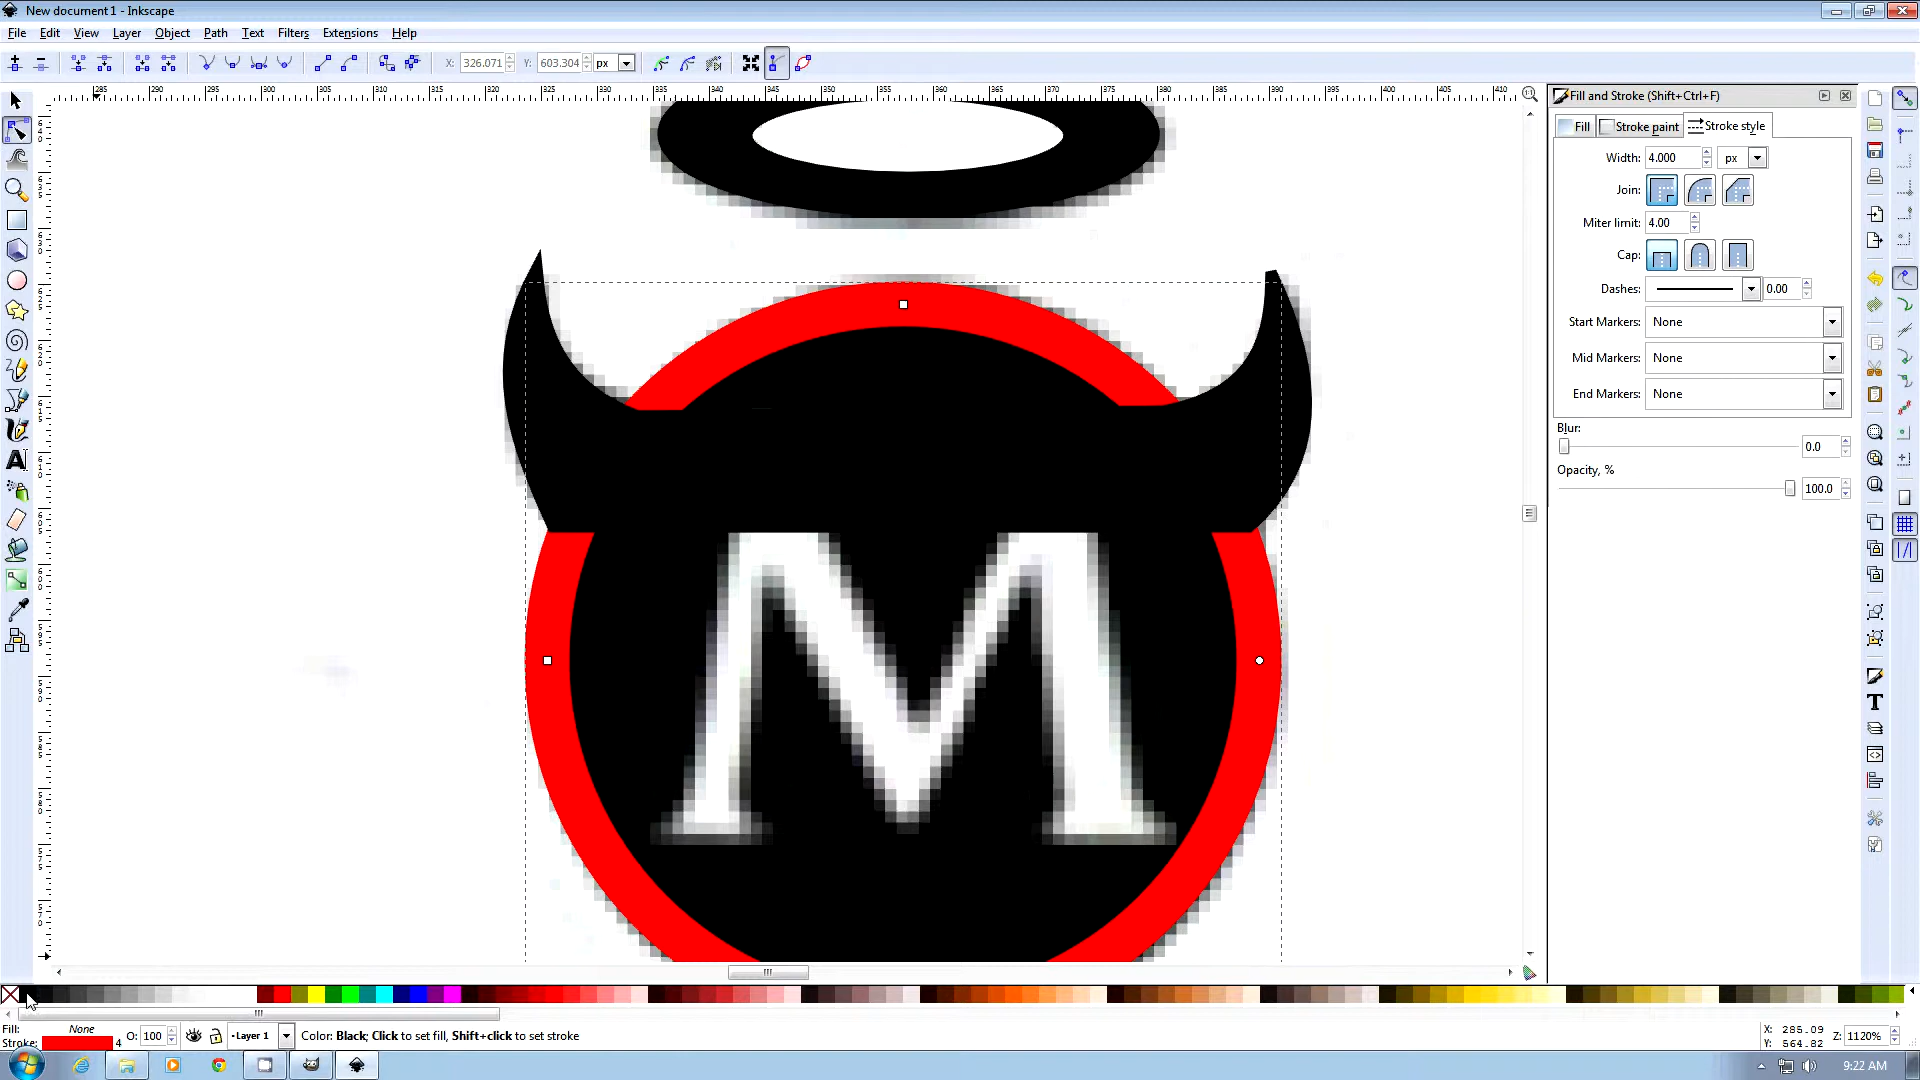 New document 1 - Inkscape
File Edit View Layer Object Path Text Filters Extensions Help
X: 326.071 Y: 603.304 px
Fill and Stroke (Shift+Ctrl+F)
Fill Stroke paint Stroke style
Width: 4.000 px
Join:
Miter limit: 4.00
Cap:
Dashes: 0.00
Start Markers: None
Mid Markers: None
End Markers: None
Blur:
0.0
Opacity, %
100.0
M
Fill: None
Stroke: 4 O: 100 Layer 1 Color: Black; Click to set fill, Shift+click to set stroke
X: 285.09
Y: 564.82
Z: 1120%
9:22 AM